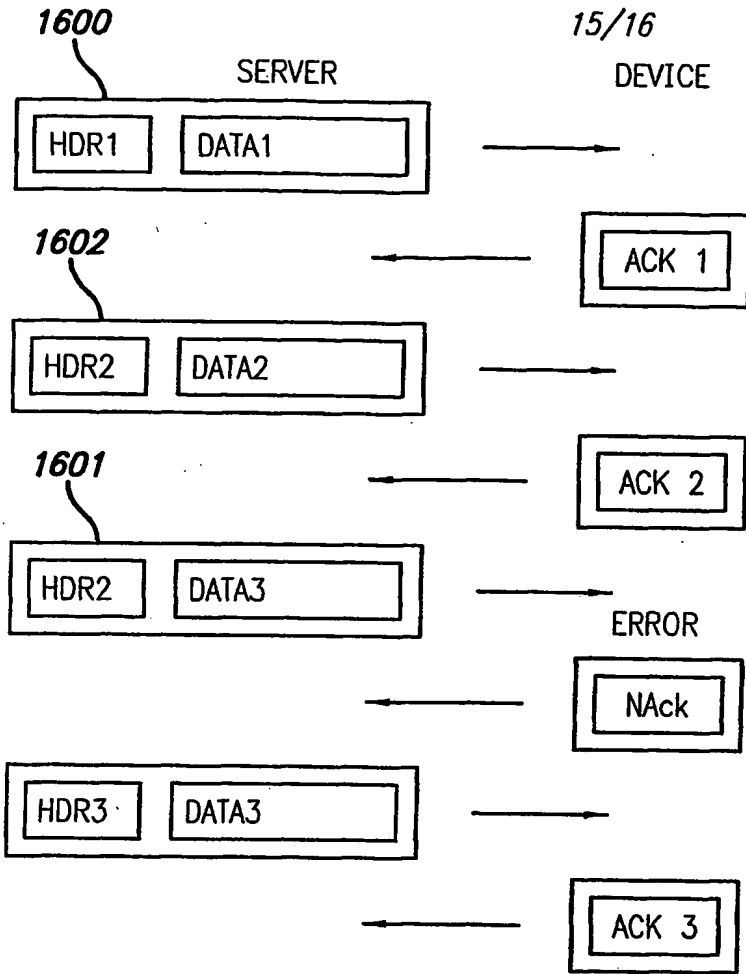 1600
15/16
SERVER
DEVICE
HDR1 DATA1
ACK 1
1602
HDR2 DATA2
ACK 2
1601
HDR2 DATA3
ERROR
NAck
HDR3 DATA3
ACK 3